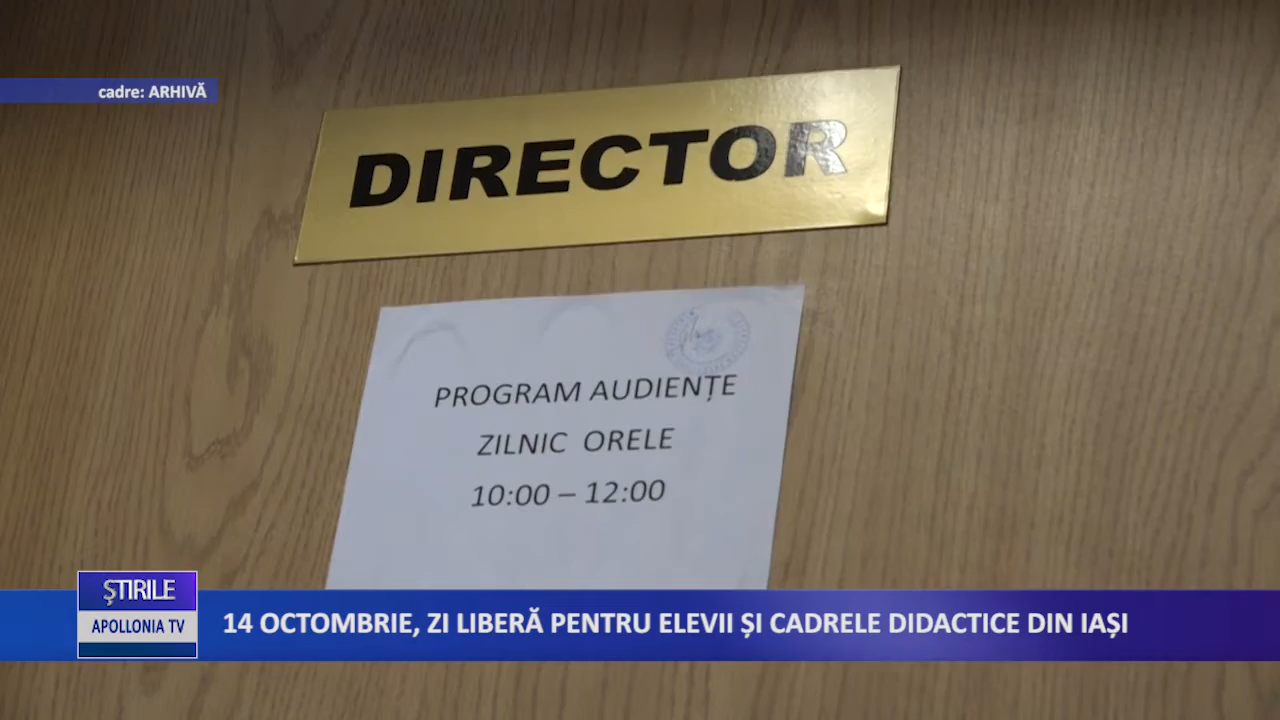 cadre: ARHIVĂ
DIRECTOR
PROGRAM AUDIENȚE
ZILNIC ORELE
10:00 – 12:00
ȘTIRILE
APOLLONIA TV
14 OCTOMBRIE, ZI LIBERĂ PENTRU ELEVII ȘI CADRELE DIDACTICE DIN IAȘI